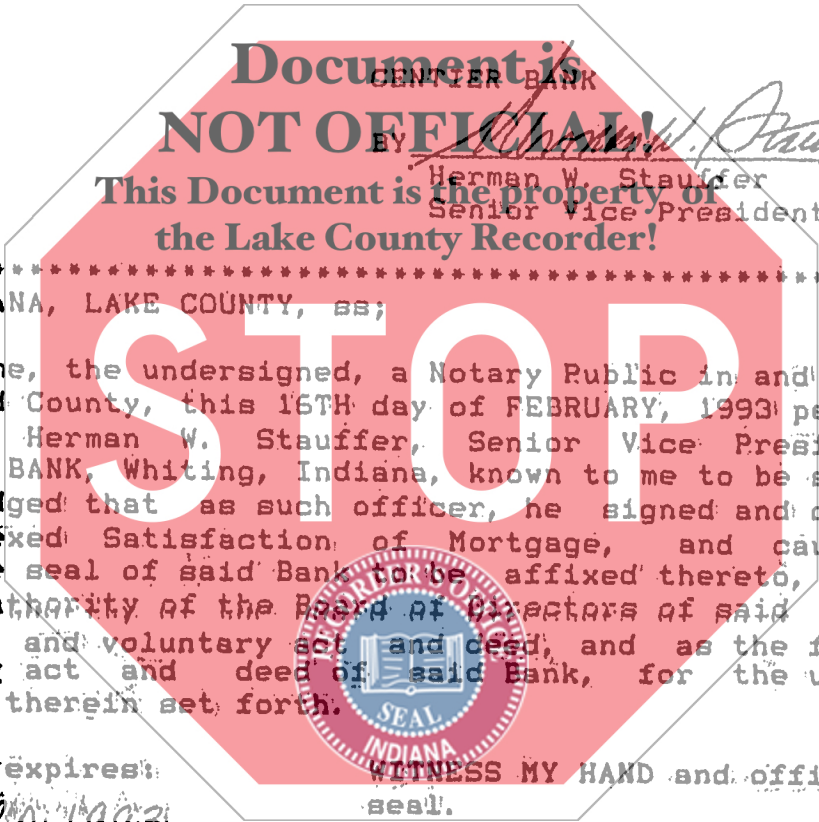 Document is
CENTIER BANK
NOT OFFICIAL!
BY
Herman W. Stauffer
This Document is the property of
Senior Vice President
the Lake County Recorder!
********************************************
NA, LAKE COUNTY, ss;
STOP
e, the undersigned, a Notary Public in and
County, this 16TH day of FEBRUARY, 1993 pe
Herman W. Stauffer, Senior Vice Presi
BANK, Whiting, Indiana, known to me to be s
ged that as such officer, he signed and d
xed Satisfaction of Mortgage, and cau
seal of said Bank to be affixed thereto,
thority of the Board of Directors of said
and voluntary act and deed, and as the f
act and deed of said Bank, for the u
therein set forth.
RECORDER'S OFFICE
SEAL
INDIANA
expires:
WITNESS MY HAND and offi
seal.
1993